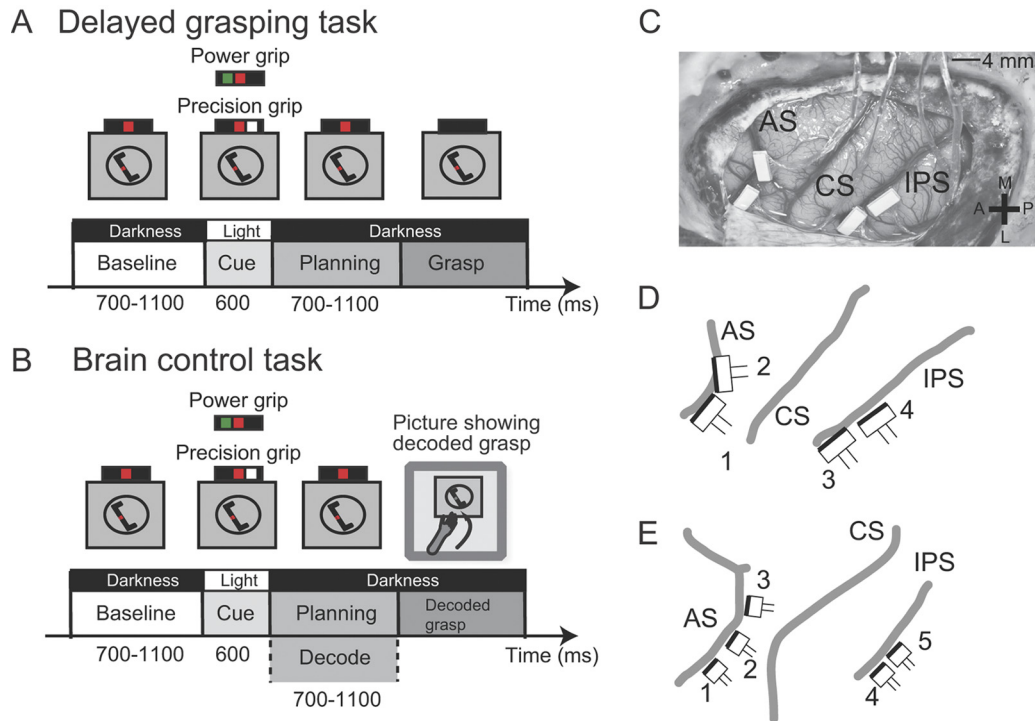 A Delayed grasping task
Power grip
Precision grip
Darkness Light Darkness
Baseline Cue Planning Grasp
700-1100 600 700-1100 Time (ms)
B Brain control task
Power grip
Precision grip
Picture showing
decoded grasp
Darkness Light Darkness
Baseline Cue Planning Decoded
grasp
700-1100 600 Decode Time (ms)
700-1100
C
4 mm
AS
CS IPS
M
A P
L
D
AS
2
IPS
CS
4
1
3
E
CS
IPS
3
AS
5
2
1
4